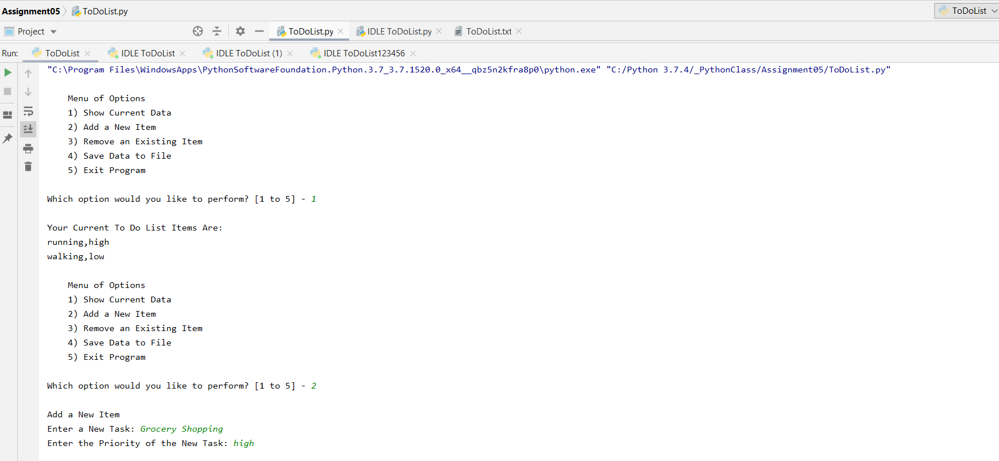 Assignment05 ToDoList.py ToDoList
Project ToDoList.py IDLE ToDoList.py ToDoList.txt
Run: ToDoList IDLE ToDoList IDLE ToDoList (1) IDLE ToDoList123456
"C:\Program Files\WindowsApps\PythonSoftwareFoundation.Python.3.7_3.7.1520.0_x64__qbz5n2kfra8p0\python.exe" "C:/Python 3.7.4/_PythonClass/Assignment05/ToDoList.py"
Menu of Options
1) Show Current Data
2) Add a New Item
3) Remove an Existing Item
4) Save Data to File
5) Exit Program
Which option would you like to perform? [1 to 5] - 1
Your Current To Do List Items Are:
running,high
walking,low
Menu of Options
1) Show Current Data
2) Add a New Item
3) Remove an Existing Item
4) Save Data to File
5) Exit Program
Which option would you like to perform? [1 to 5] - 2
Add a New Item
Enter a New Task: Grocery Shopping
Enter the Priority of the New Task: high